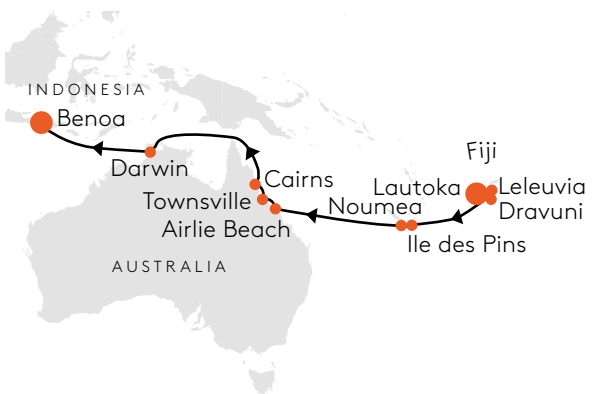 INDONESIA
Benoa
Darwin
Fiji
Cairns
Lautoka
Leleuvia
Townsville
Noumea
Dravuni
Airlie Beach
Ile des Pins
AUSTRALIA